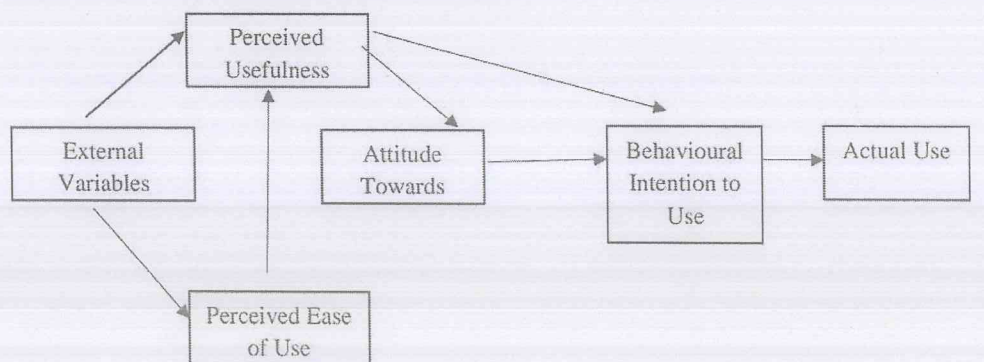 Perceived
Usefulness
External
Variables
Attitude
Towards
Behavioural
Intention to
Use
Actual Use
Perceived Ease
of Use